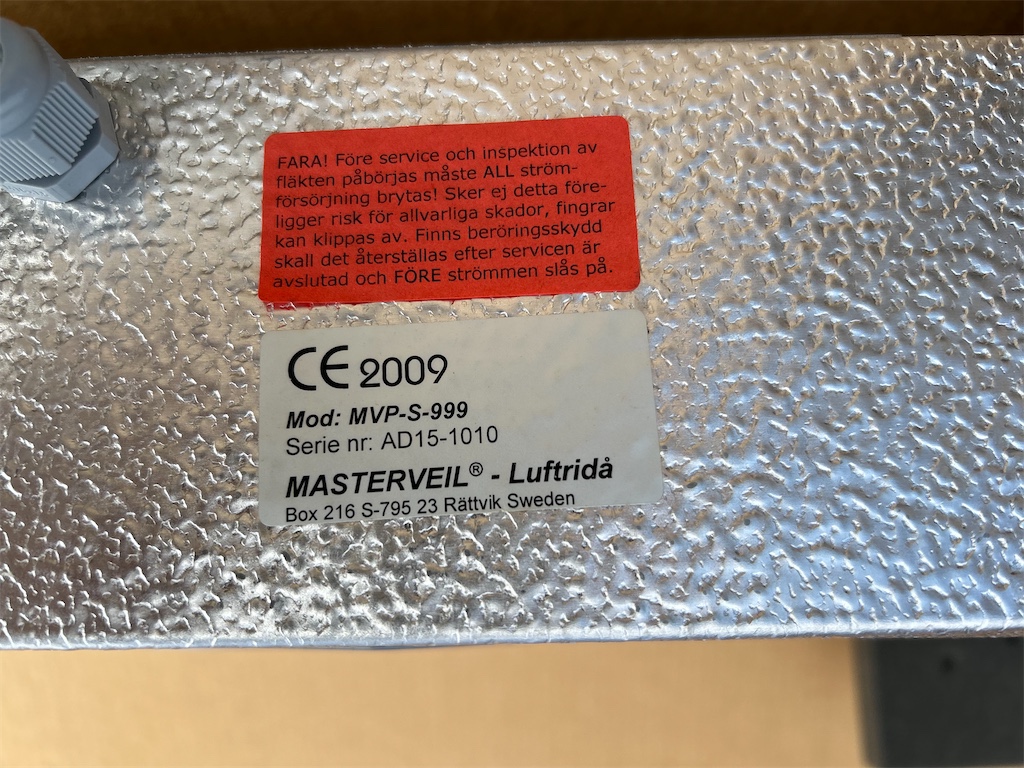 FARA! Före service och inspektion av
fläkten påbörjas måste ALL ström-
försörjning brytas! Sker ej detta före-
ligger risk för allvarliga skador, fingrar
kan klippas av. Finns beröringsskydd
skall det återställas efter servicen är
avslutad och FÖRE strömmen slås på.
CE 2009
Mod: MVP-S-999
Serie nr: AD15-1010
MASTERVEIL® - Luftridå
Box 216 S-795 23 Rättvik Sweden